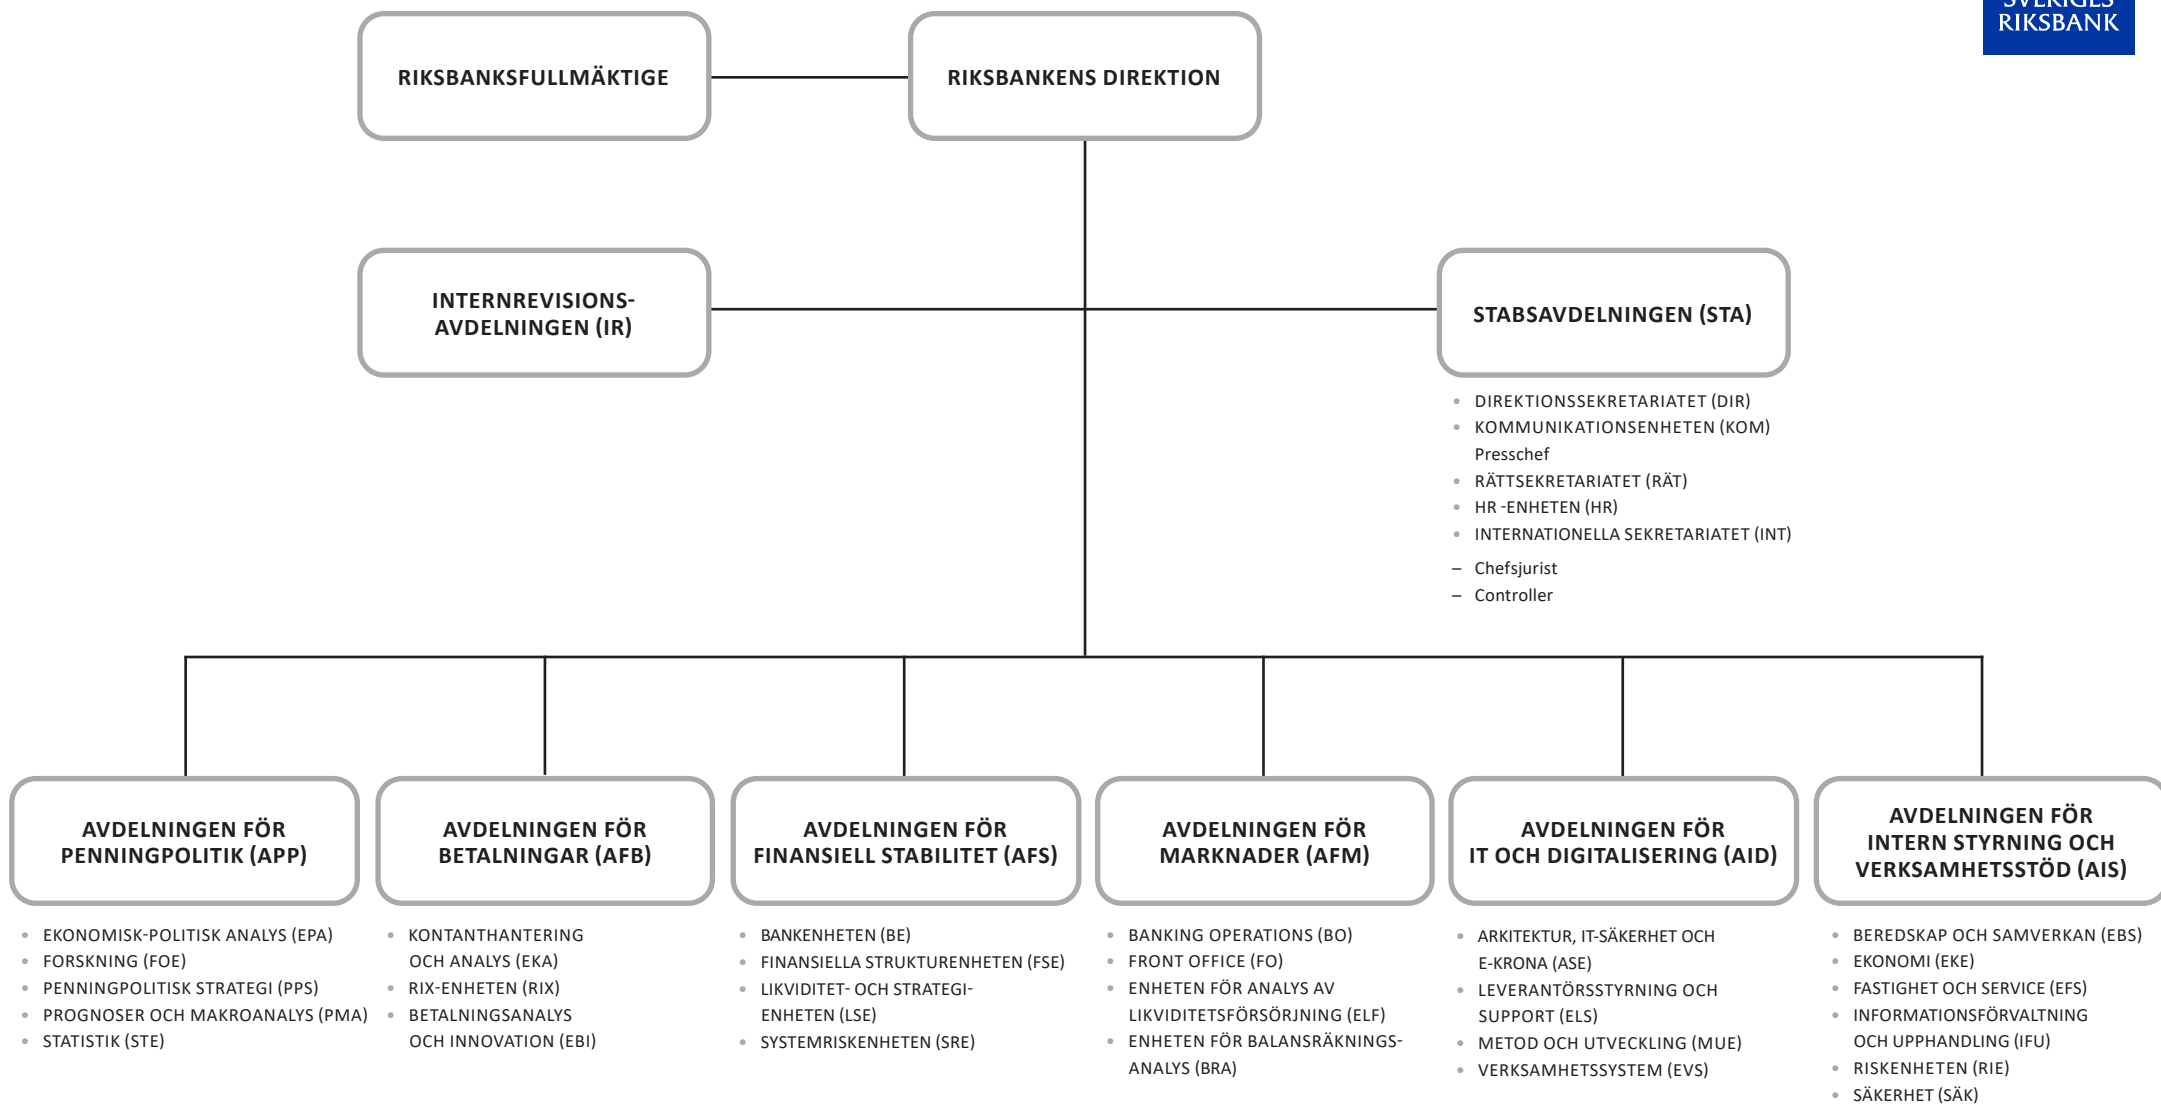 SVERIGES
RIKSBANK
RIKSBANKSFULLMÄKTIGE
RIKSBANKENS DIREKTION
INTERNREVISIONS-
AVDELNINGEN (IR)
STABSAVDELNINGEN (STA)
• DIREKTIONSSEKRETARIATET (DIR)
• KOMMUNIKATIONSENHETEN (KOM)
Presschef
• RÄTTSEKRETARIATET (RÄT)
• HR -ENHETEN (HR)
• INTERNATIONELLA SEKRETARIATET (INT)
– Chefsjurist
– Controller
AVDELNINGEN FÖR
PENNINGPOLITIK (APP)
• EKONOMISK-POLITISK ANALYS (EPA)
• FORSKNING (FOE)
• PENNINGPOLITISK STRATEGI (PPS)
• PROGNOSER OCH MAKROANALYS (PMA)
• STATISTIK (STE)
AVDELNINGEN FÖR
BETALNINGAR (AFB)
• KONTANTHANTERING
OCH ANALYS (EKA)
• RIX-ENHETEN (RIX)
• BETALNINGSANALYS
OCH INNOVATION (EBI)
AVDELNINGEN FÖR
FINANSIELL STABILITET (AFS)
• BANKENHETEN (BE)
• FINANSIELLA STRUKTURENHETEN (FSE)
• LIKVIDITET- OCH STRATEGI-
ENHETEN (LSE)
• SYSTEMRISKENHETEN (SRE)
AVDELNINGEN FÖR
MARKNADER (AFM)
• BANKING OPERATIONS (BO)
• FRONT OFFICE (FO)
• ENHETEN FÖR ANALYS AV
LIKVIDITETSFÖRSÖRJNING (ELF)
• ENHETEN FÖR BALANSRÄKNINGS-
ANALYS (BRA)
AVDELNINGEN FÖR
IT OCH DIGITALISERING (AID)
• ARKITEKTUR, IT-SÄKERHET OCH
E-KRONA (ASE)
• LEVERANTÖRSSTYRNING OCH
SUPPORT (ELS)
• METOD OCH UTVECKLING (MUE)
• VERKSAMHETSSYSTEM (EVS)
AVDELNINGEN FÖR
INTERN STYRNING OCH
VERKSAMHETSSTÖD (AIS)
• BEREDSKAP OCH SAMVERKAN (EBS)
• EKONOMI (EKE)
• FASTIGHET OCH SERVICE (EFS)
• INFORMATIONSFÖRVALTNING
OCH UPPHANDLING (IFU)
• RISKENHETEN (RIE)
• SÄKERHET (SÄK)